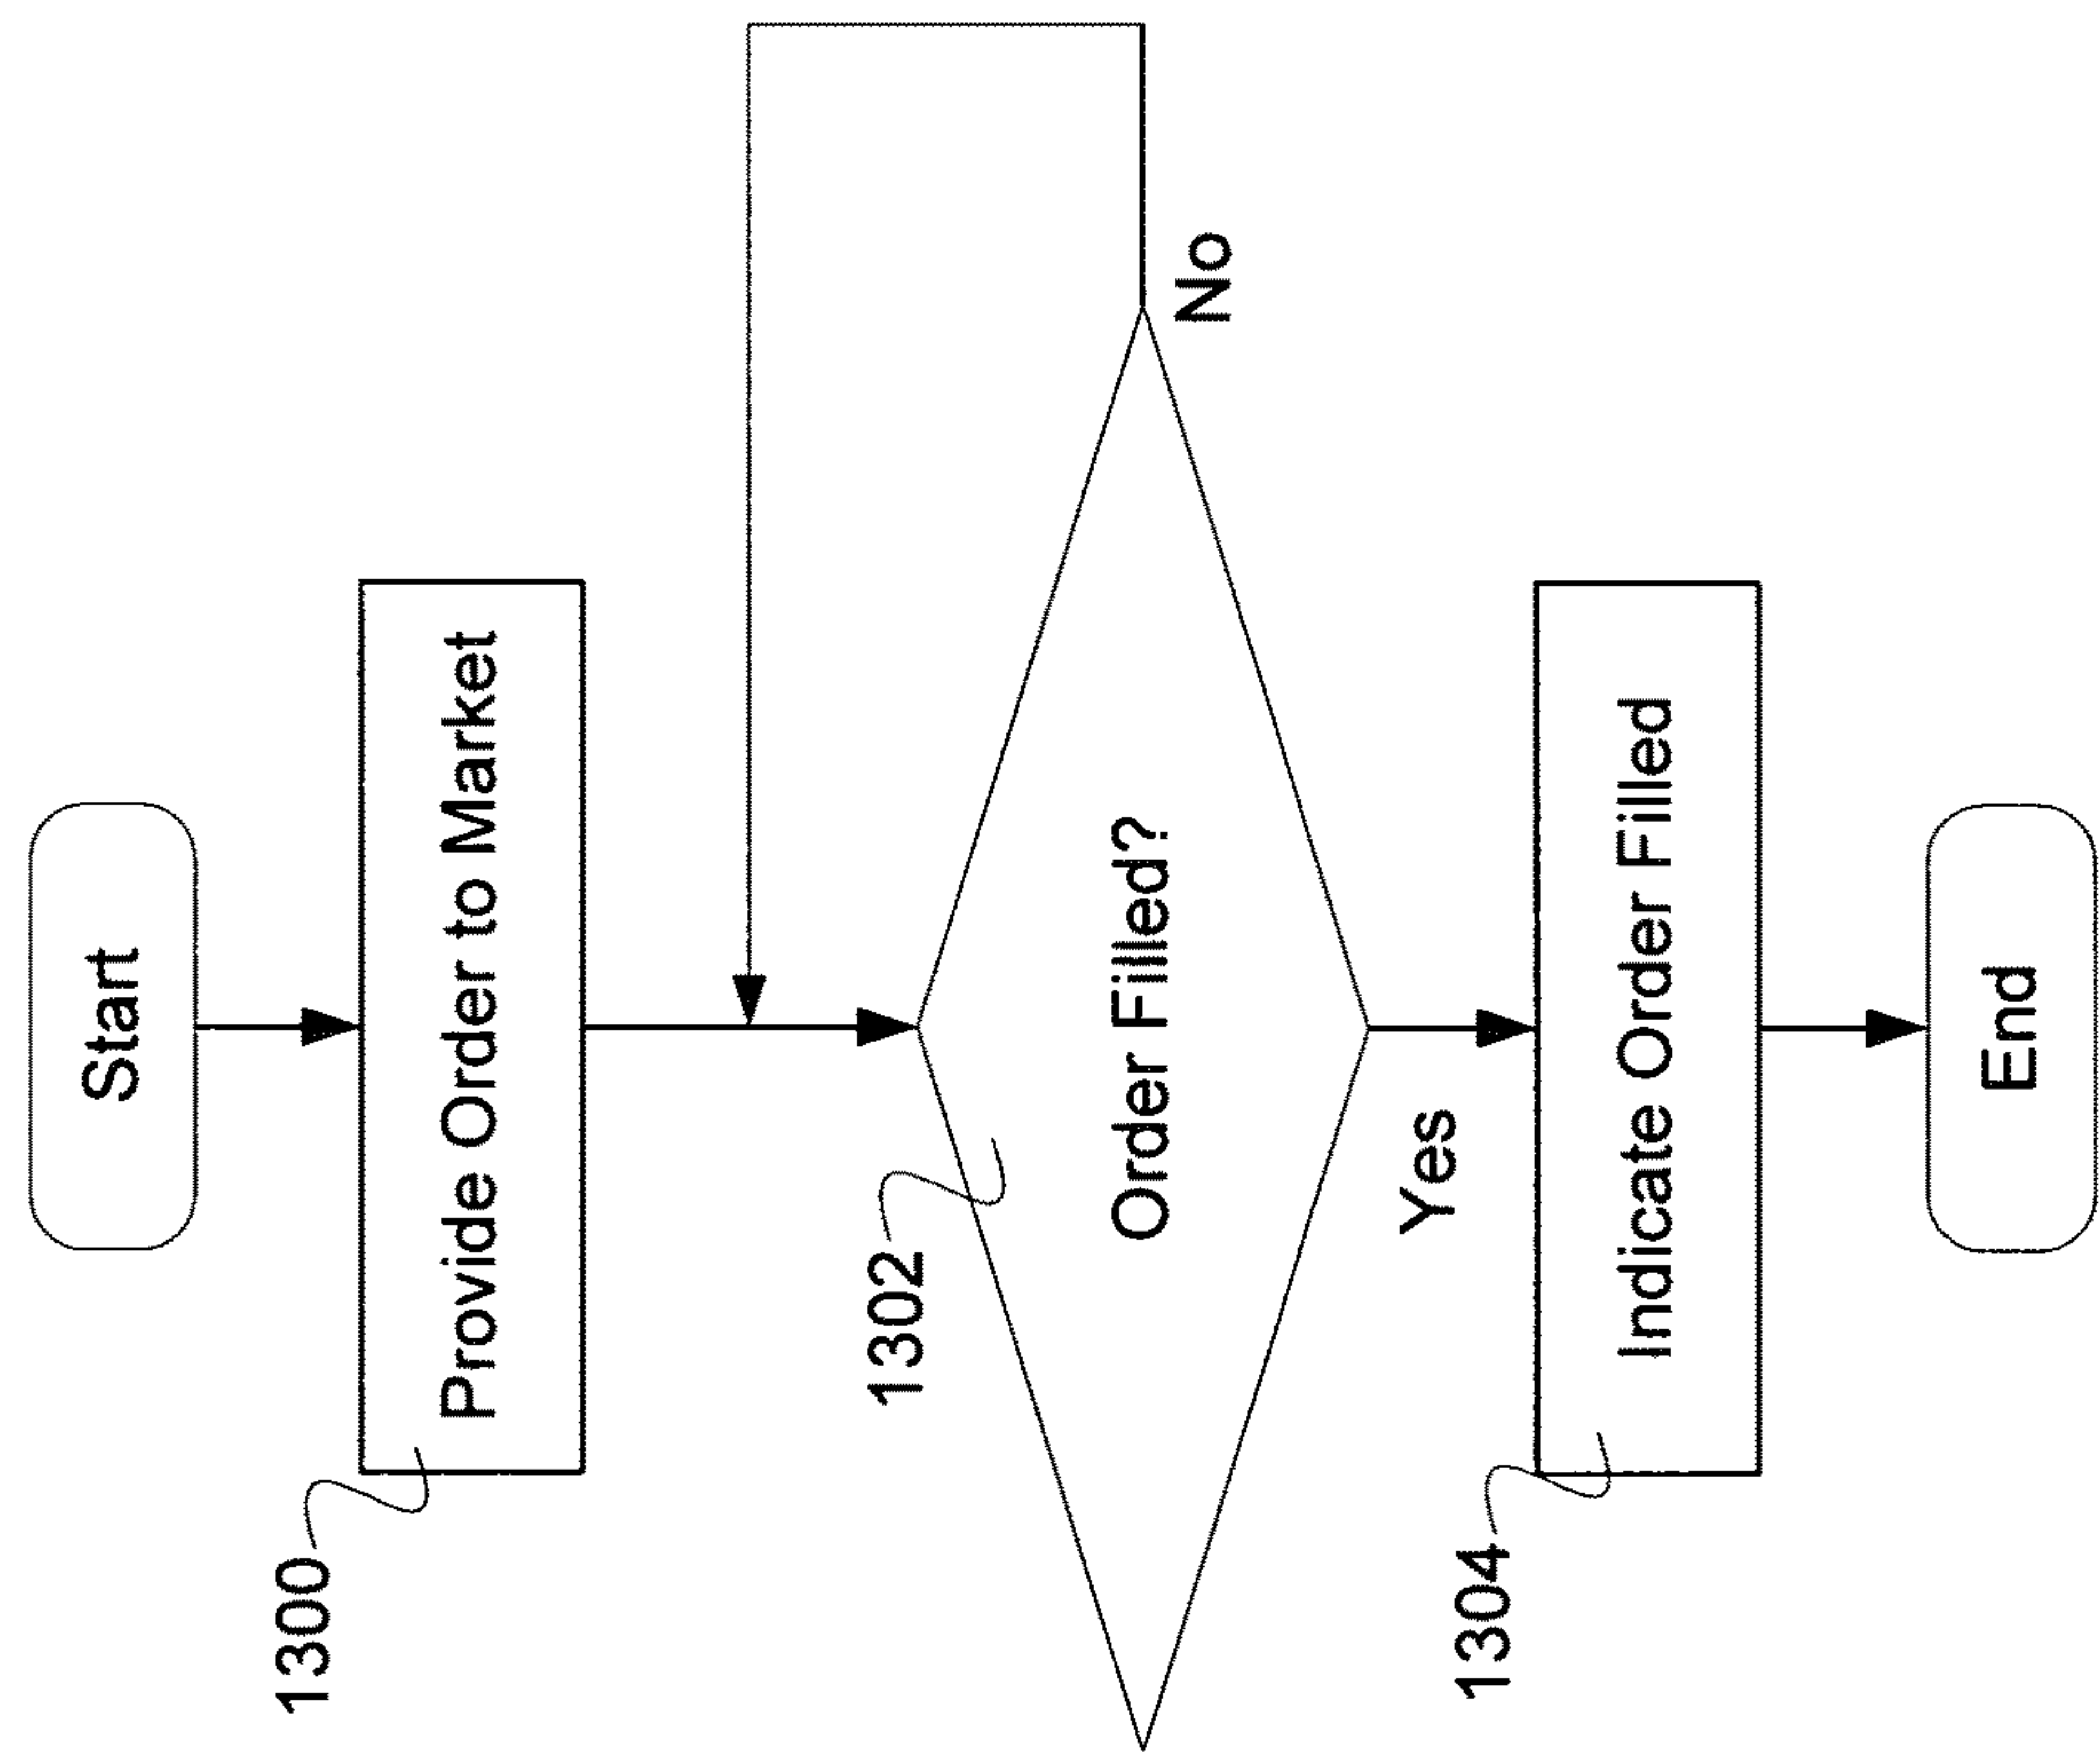 Start
1300
Provide Order to Market
1302
Order Filled?
No
Yes
1304
Indicate Order Filled
End